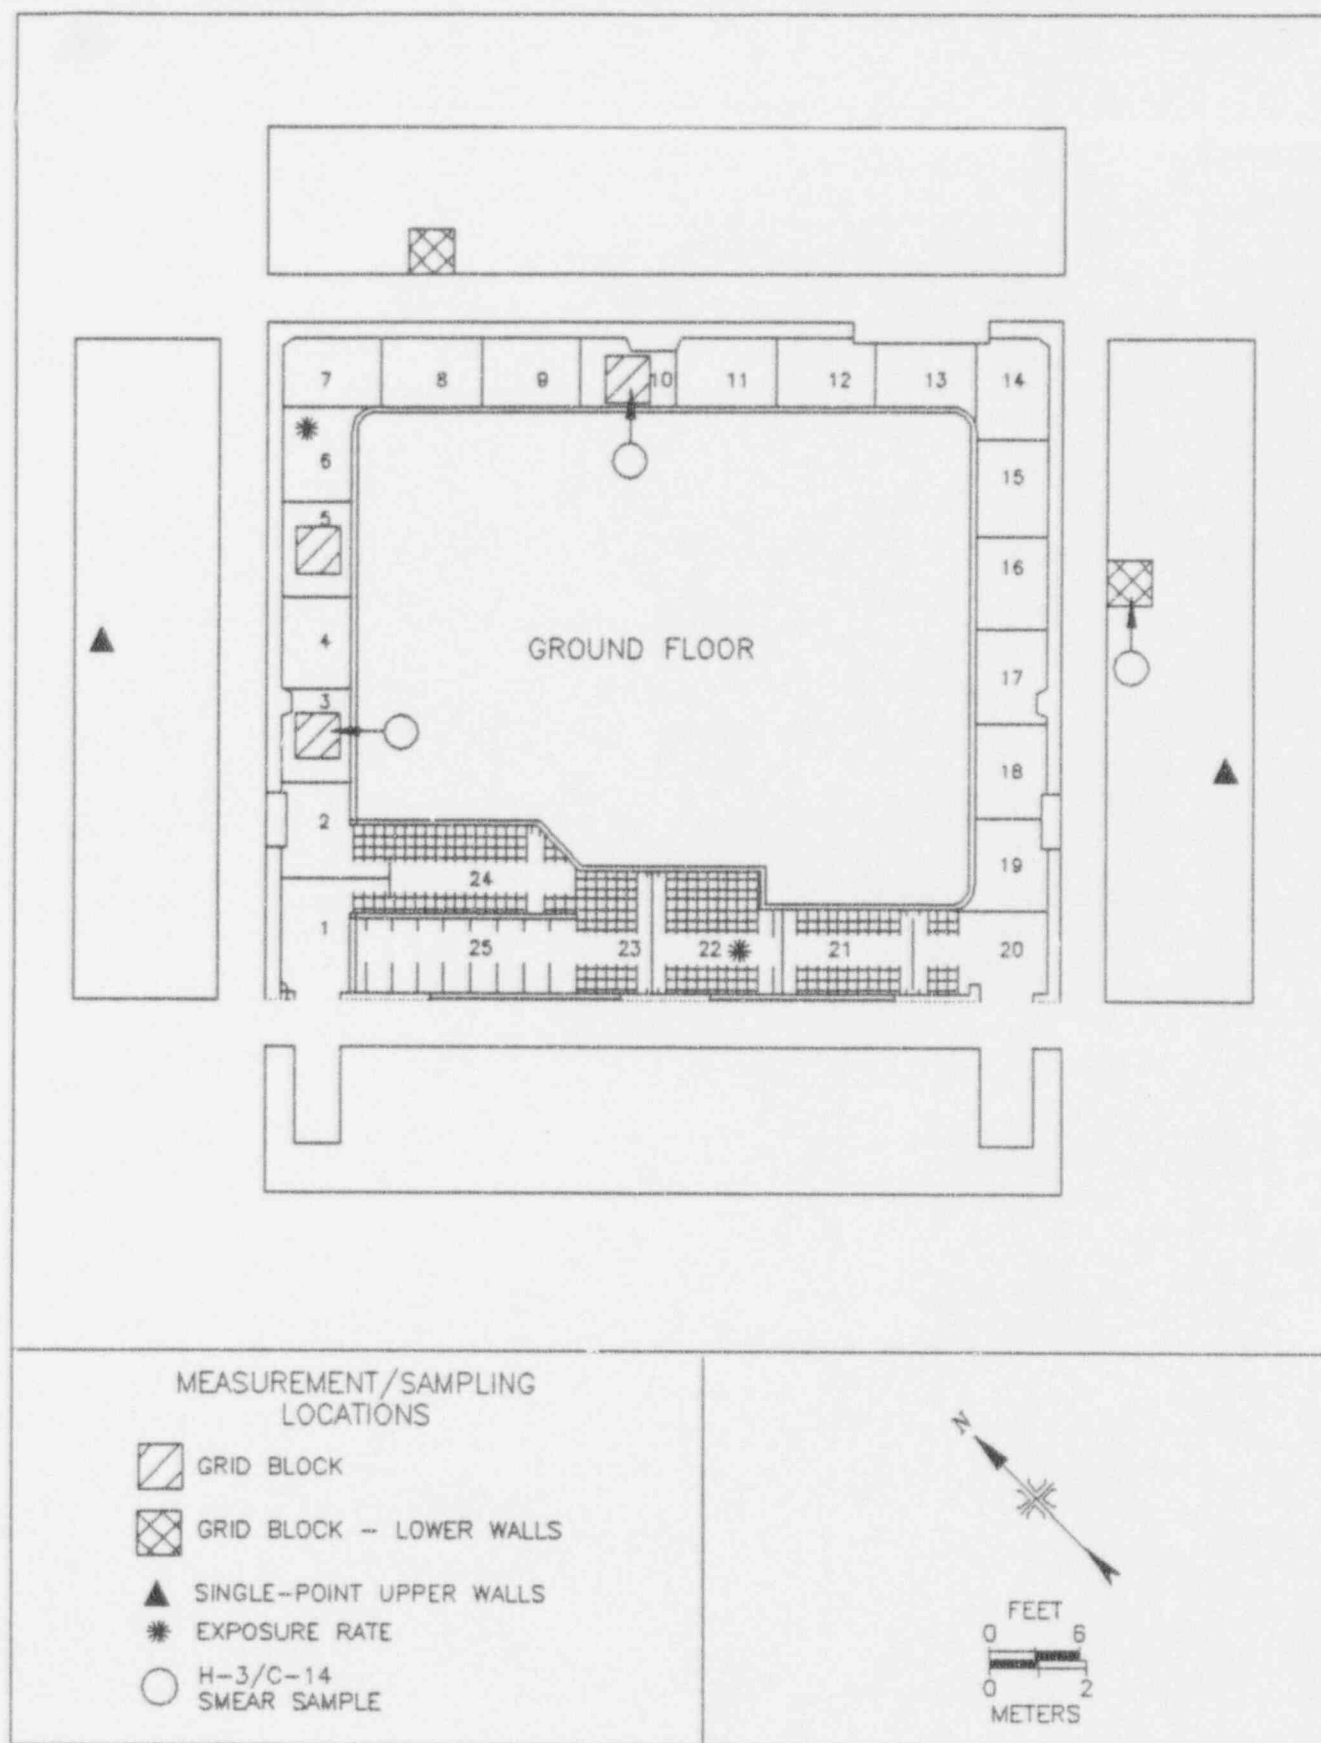 7 8 9 10 11 12 13 14
6
5
4
3
2
1
15
16
17
18
19
20
GROUND FLOOR
24
25 23 22 21
MEASUREMENT/SAMPLING
LOCATIONS
GRID BLOCK
GRID BLOCK - LOWER WALLS
SINGLE-POINT UPPER WALLS
EXPOSURE RATE
H-3/C-14
SMEAR SAMPLE
N
FEET
0 6
0 2
METERS